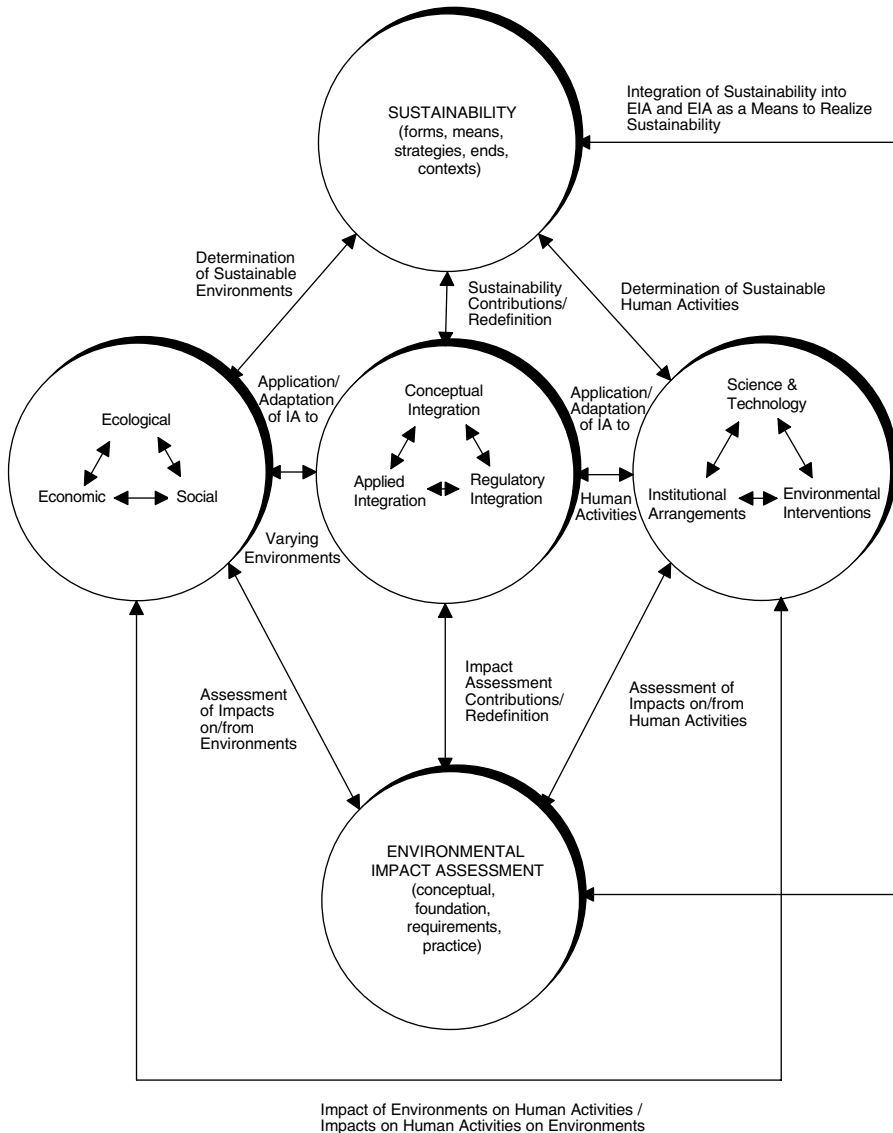 SUSTAINABILITY
(forms, means,
strategies, ends,
contexts)
Integration of Sustainability into
EIA and EIA as a Means to Realize
Sustainability
Determination
of Sustainable
Environments
Sustainability
Contributions/
Redefinition
Determination of Sustainable
Human Activities
Ecological
Economic
Social
Application/
Adaptation
of IA to
Varying
Environments
Conceptual
Integration
Applied
Integration
Regulatory
Integration
Application/
Adaptation
of IA to
Human
Activities
Science &
Technology
Institutional
Arrangements
Environmental
Interventions
Assessment
of Impacts
on/from
Environments
Impact
Assessment
Contributions/
Redefinition
Assessment of
Impacts on/from
Human Activities
ENVIRONMENTAL
IMPACT ASSESSMENT
(conceptual,
foundation,
requirements,
practice)
Impact of Environments on Human Activities /
Impacts on Human Activities on Environments